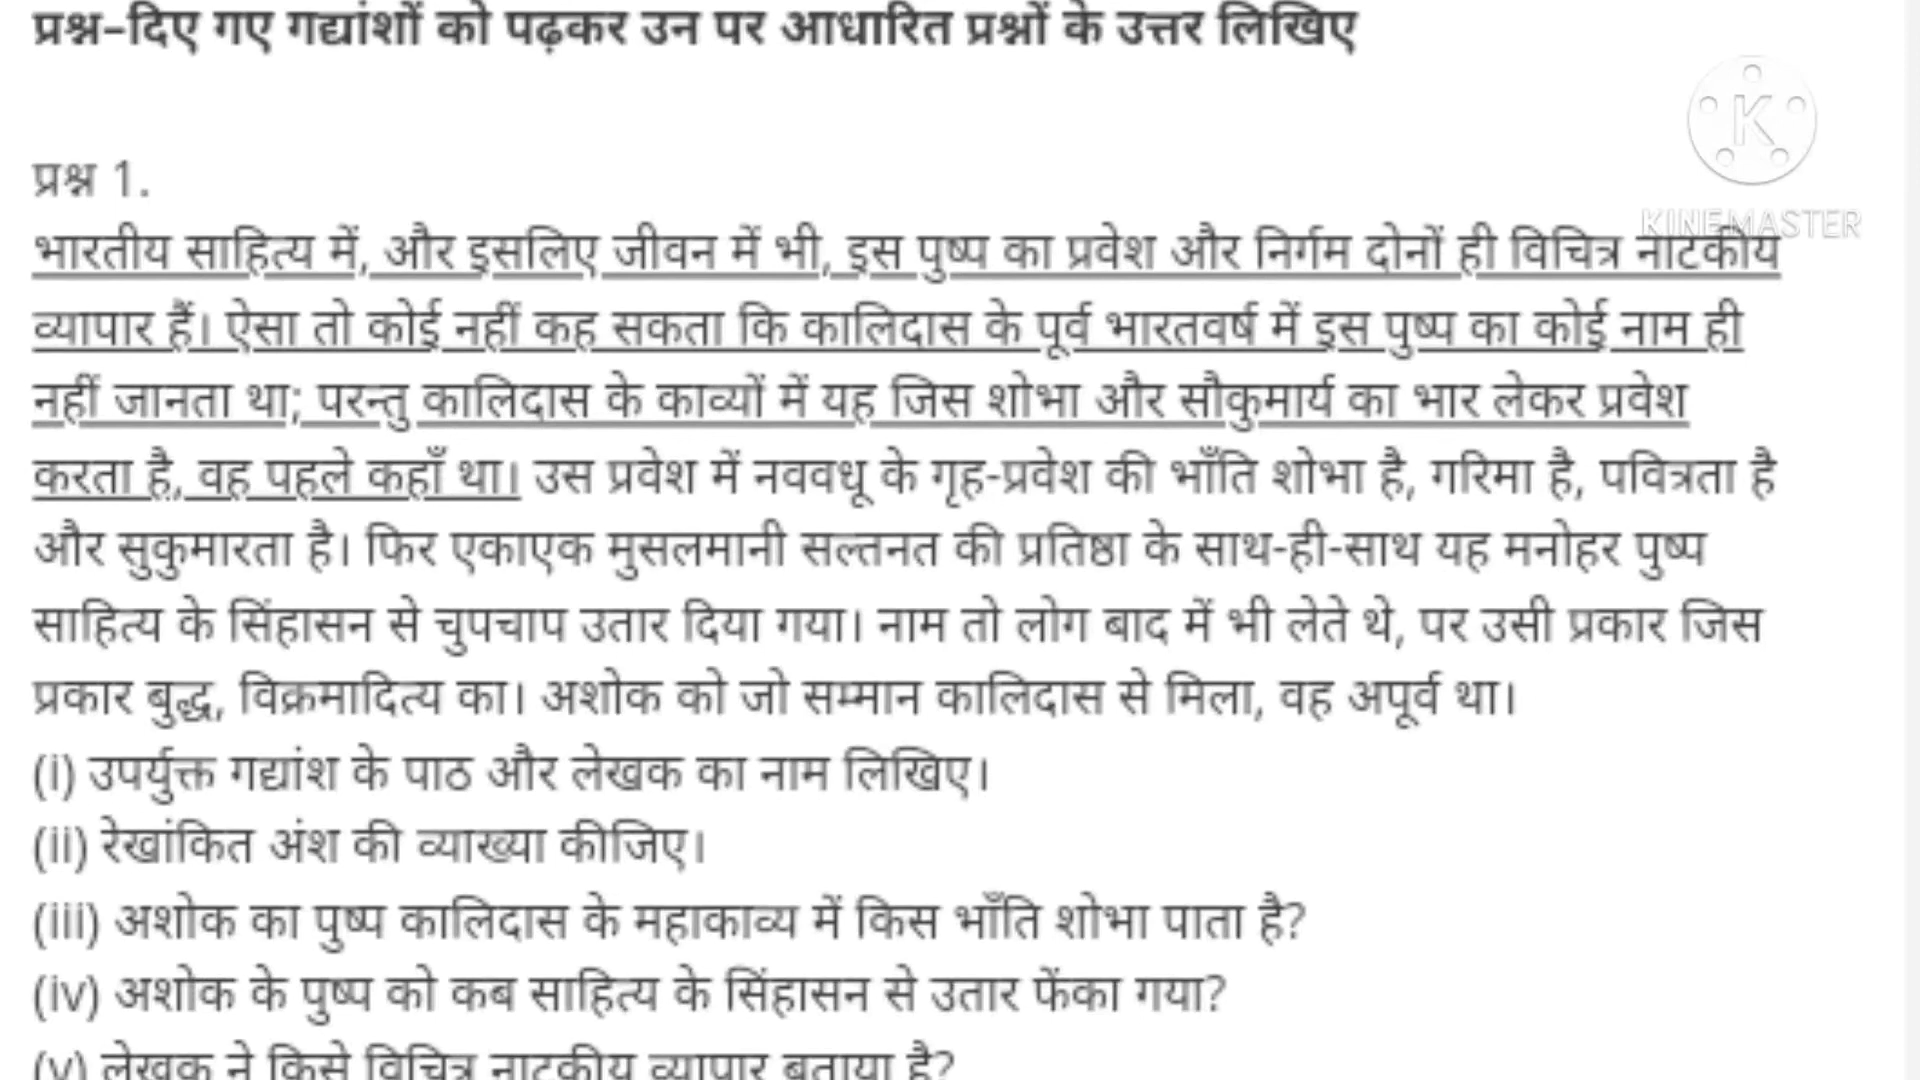 प्रश्न–दिए गए गद्यांशों को पढ़कर उन पर आधारित प्रश्नों के उत्तर लिखिए
KINEMASTER
प्रश्न 1.
भारतीय साहित्य में, और इसलिए जीवन में भी, इस पुष्प का प्रवेश और निर्गम दोनों ही विचित्र नाटकीय
व्यापार हैं। ऐसा तो कोई नहीं कह सकता कि कालिदास के पूर्व भारतवर्ष में इस पुष्प का कोई नाम ही
नहीं जानता था; परन्तु कालिदास के काव्यों में यह जिस शोभा और सौकुमार्य का भार लेकर प्रवेश
करता है, वह पहले कहाँ था। उस प्रवेश में नववधू के गृह-प्रवेश की भाँति शोभा है, गरिमा है, पवित्रता है
और सुकुमारता है। फिर एकाएक मुसलमानी सल्तनत की प्रतिष्ठा के साथ-ही-साथ यह मनोहर पुष्प
साहित्य के सिंहासन से चुपचाप उतार दिया गया। नाम तो लोग बाद में भी लेते थे, पर उसी प्रकार जिस
प्रकार बुद्ध, विक्रमादित्य का। अशोक को जो सम्मान कालिदास से मिला, वह अपूर्व था।
(i) उपर्युक्त गद्यांश के पाठ और लेखक का नाम लिखिए।
(ii) रेखांकित अंश की व्याख्या कीजिए।
(iii) अशोक का पुष्प कालिदास के महाकाव्य में किस भाँति शोभा पाता है?
(iv) अशोक के पुष्प को कब साहित्य के सिंहासन से उतार फेंका गया?
(v) लेखक ने किसे विचित्र नाटकीय व्यापार बताया है?